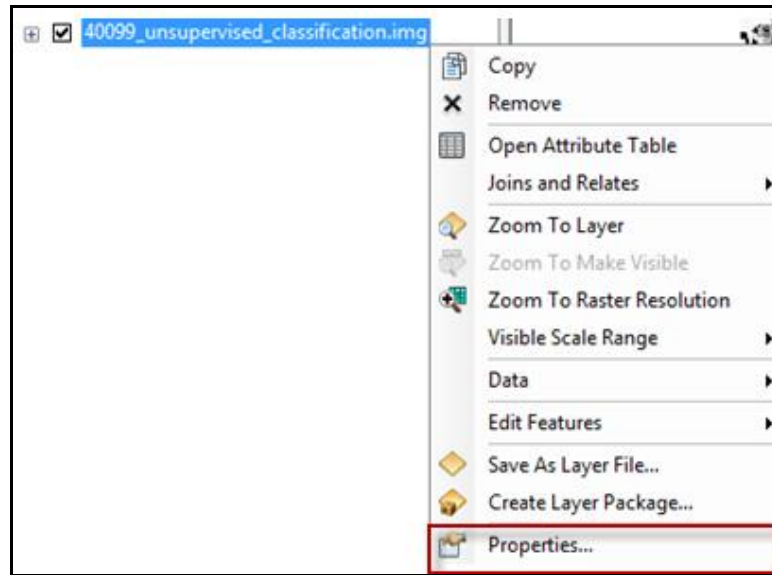 40099_unsupervised_classification.img
Copy
Remove
Open Attribute Table
Joins and Relates
Zoom To Layer
Zoom To Make Visible
Zoom To Raster Resolution
Visible Scale Range
Data
Edit Features
Save As Layer File...
Create Layer Package...
Properties...